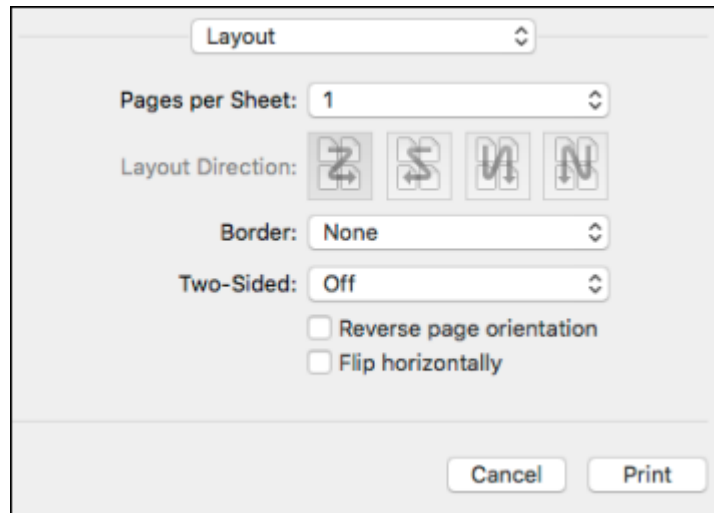 Layout
Pages per Sheet: 1
Layout Direction:
Border: None
Two-Sided: Off
Reverse page orientation
Flip horizontally
Cancel Print